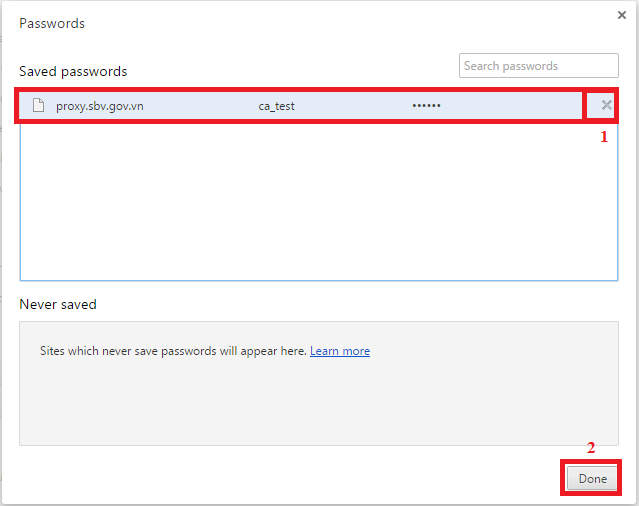 Passwords
Saved passwords
Search passwords
proxy.sbv.gov.vn ca_test ••••••
1
Never saved
Sites which never save passwords will appear here. Learn more
2
Done